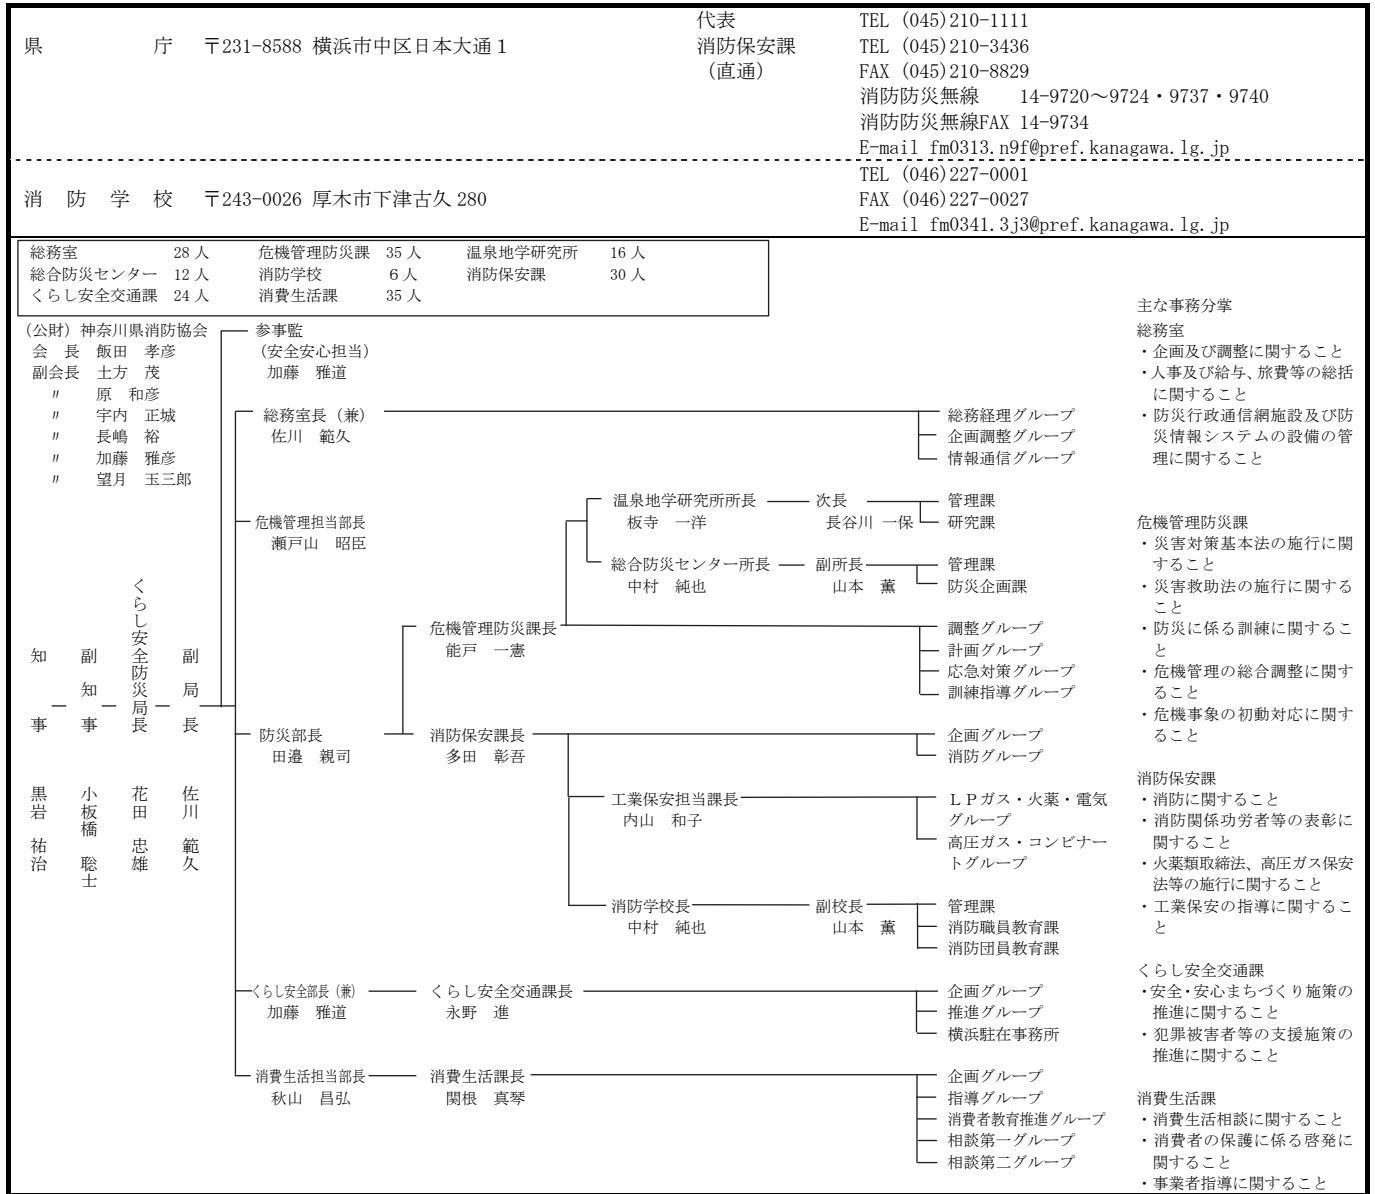 県　　　　庁　〒231-8588 横浜市中区日本大通１
代表　TEL (045)210-1111
消防保安課　TEL (045)210-3436
（直通）　FAX (045)210-8829
消防防災無線　14-9720～9724・9737・9740
消防防災無線FAX 14-9734
E-mail fm0313.n9f@pref.kanagawa.lg.jp
消　防　学　校　〒243-0026 厚木市下津古久 280
TEL (046)227-0001
FAX (046)227-0027
E-mail fm0341.3j3@pref.kanagawa.lg.jp
総務室　28 人　危機管理防災課　35 人　温泉地学研究所　16 人
総合防災センター　12 人　消防学校　６人　消防保安課　30 人
くらし安全交通課　24 人　消費生活課　35 人
（公財）神奈川県消防協会
会　長　飯田　孝彦
副会長　土方　茂
〃　原　和彦
〃　宇内　正城
〃　長嶋　裕
〃　加藤　雅彦
〃　望月　玉三郎
知事　黒岩　祐治
副知事　小板橋　聡士
くらし安全防災局長　花田　忠雄
副局長　佐川　範久
参事監
（安全安心担当）
加藤　雅道
総務室長（兼）
佐川　範久
総務経理グループ
企画調整グループ
情報通信グループ
危機管理担当部長
瀬戸山　昭臣
防災部長
田邉　親司
危機管理防災課長
能戸　一憲
温泉地学研究所所長
板寺　一洋
次長
長谷川 一保
管理課
研究課
総合防災センター所長
中村　純也
副所長
山本　薫
管理課
防災企画課
調整グループ
計画グループ
応急対策グループ
訓練指導グループ
消防保安課長
多田　彰吾
企画グループ
消防グループ
工業保安担当課長
内山　和子
ＬＰガス・火薬・電気
グループ
高圧ガス・コンビナー
トグループ
消防学校長
中村　純也
副校長
山本　薫
管理課
消防職員教育課
消防団員教育課
くらし安全部長（兼）
加藤　雅道
くらし安全交通課長
永野　進
企画グループ
推進グループ
横浜駐在事務所
消費生活担当部長
秋山　昌弘
消費生活課長
関根　真琴
企画グループ
指導グループ
消費者教育推進グループ
相談第一グループ
相談第二グループ
主な事務分掌
総務室
・企画及び調整に関すること
・人事及び給与、旅費等の総括
に関すること
・防災行政通信網施設及び防
災情報システムの設備の管
理に関すること
危機管理防災課
・災害対策基本法の施行に関
すること
・災害救助法の施行に関する
こと
・防災に係る訓練に関するこ
と
・危機管理の総合調整に関す
ること
・危機事象の初動対応に関す
ること
消防保安課
・消防に関すること
・消防関係功労者等の表彰に
関すること
・火薬類取締法、高圧ガス保安
法等の施行に関すること
・工業保安の指導に関するこ
と
くらし安全交通課
・安全・安心まちづくり施策の
推進に関すること
・犯罪被害者等の支援施策の
推進に関すること
消費生活課
・消費生活相談に関すること
・消費者の保護に係る啓発に
関すること
・事業者指導に関すること